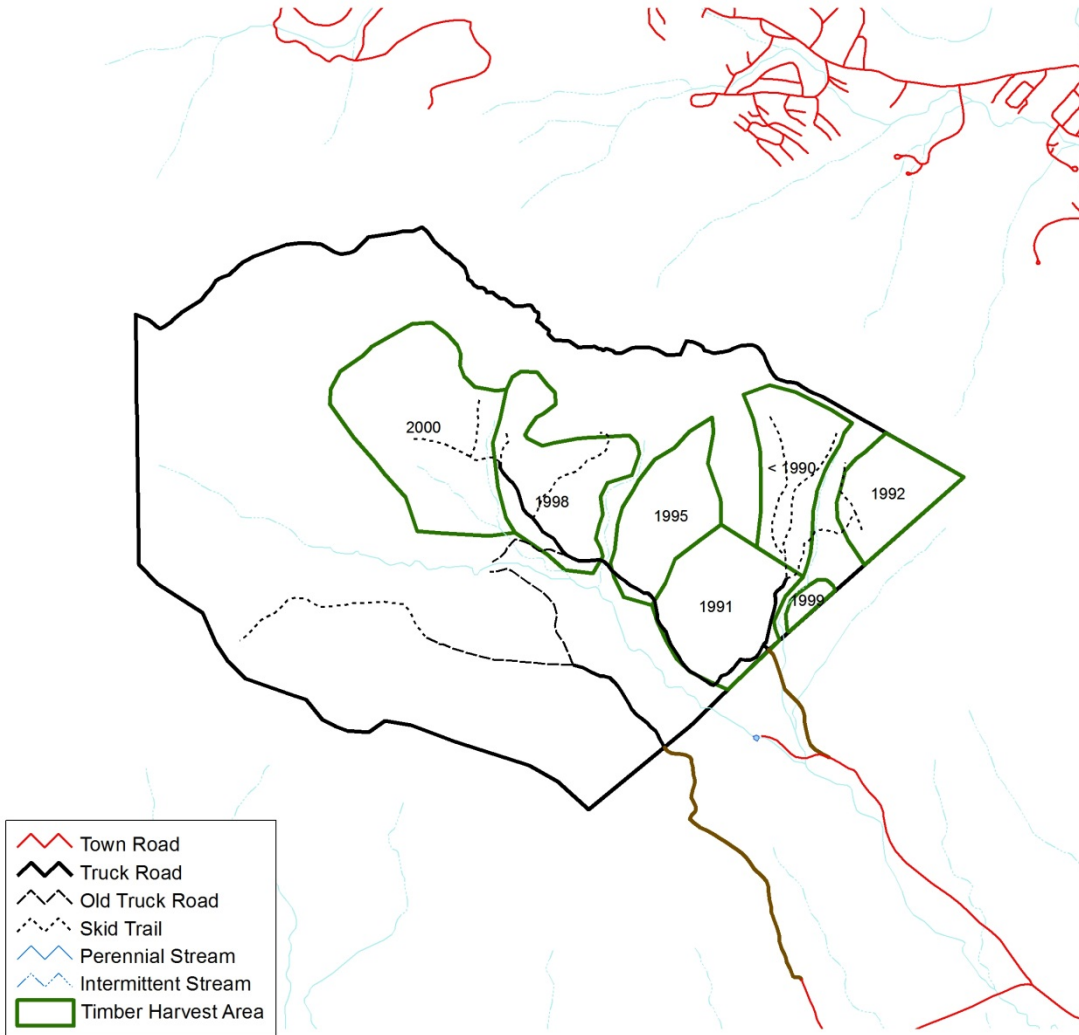 2000
1998
1995
< 1990
1992
1991
1999
Town Road
Truck Road
Old Truck Road
Skid Trail
Perennial Stream
Intermittent Stream
Timber Harvest Area